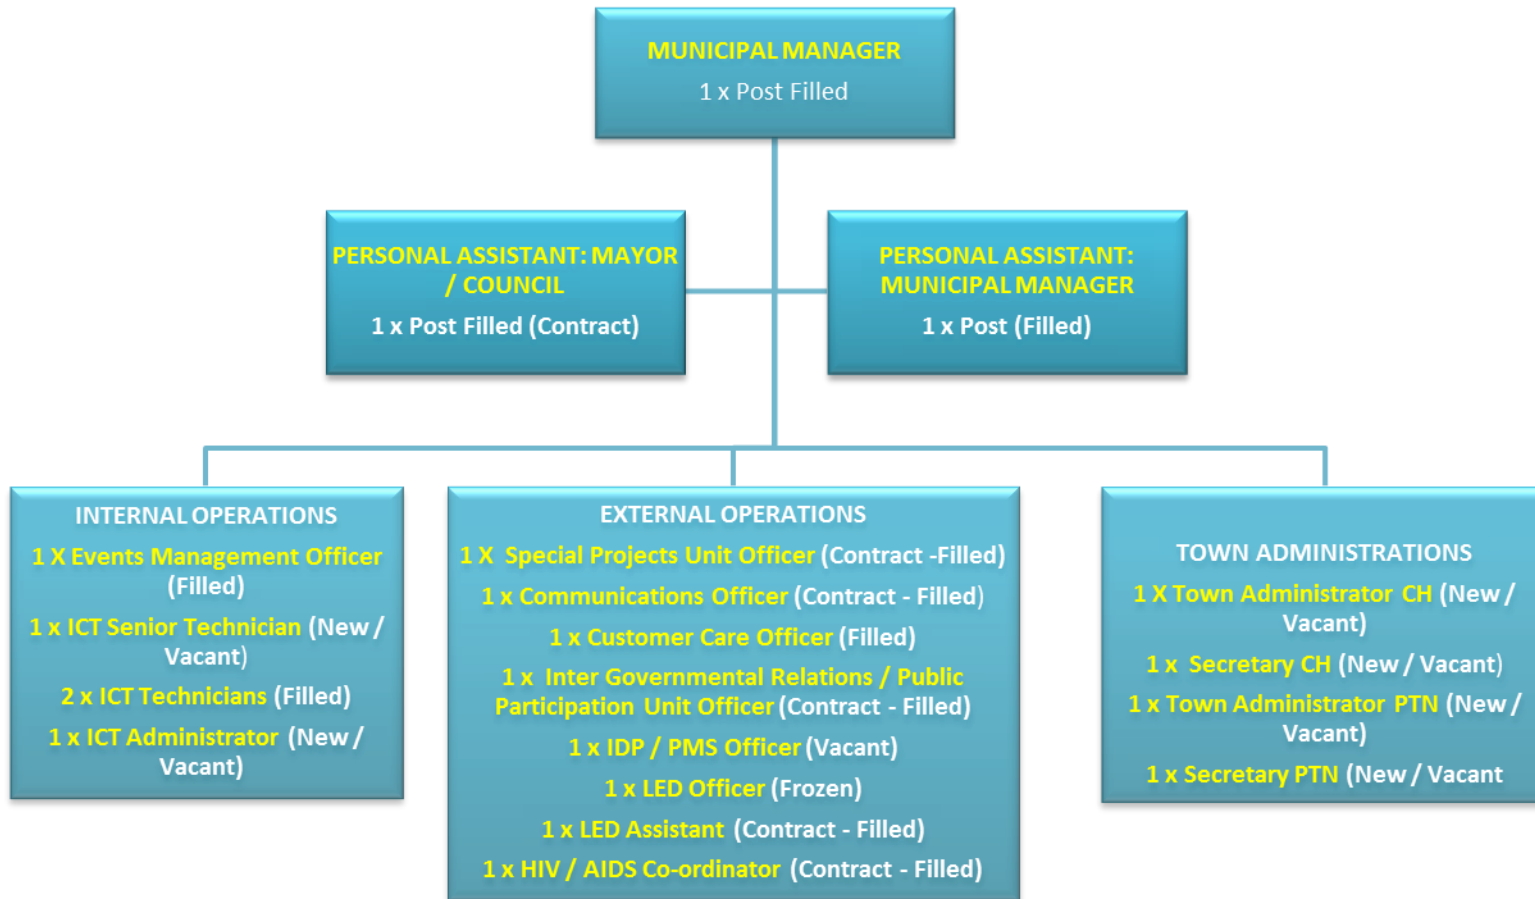 MUNICIPAL MANAGER
1 x Post Filled
PERSONAL ASSISTANT: MAYOR
/ COUNCIL
1 x Post Filled (Contract)
PERSONAL ASSISTANT:
MUNICIPAL MANAGER
1 x Post (Filled)
INTERNAL OPERATIONS
1 X Events Management Officer
(Filled)
1 x ICT Senior Technician (New /
Vacant)
2 x ICT Technicians (Filled)
1 x ICT Administrator (New /
Vacant)
EXTERNAL OPERATIONS
1 X Special Projects Unit Officer (Contract -Filled)
1 x Communications Officer (Contract - Filled)
1 x Customer Care Officer (Filled)
1 x Inter Governmental Relations / Public
Participation Unit Officer (Contract - Filled)
1 x IDP / PMS Officer (Vacant)
1 x LED Officer (Frozen)
1 x LED Assistant (Contract - Filled)
1 x HIV / AIDS Co-ordinator (Contract - Filled)
TOWN ADMINISTRATIONS
1 X Town Administrator CH (New /
Vacant)
1 x Secretary CH (New / Vacant)
1 x Town Administrator PTN (New /
Vacant)
1 x Secretary PTN (New / Vacant